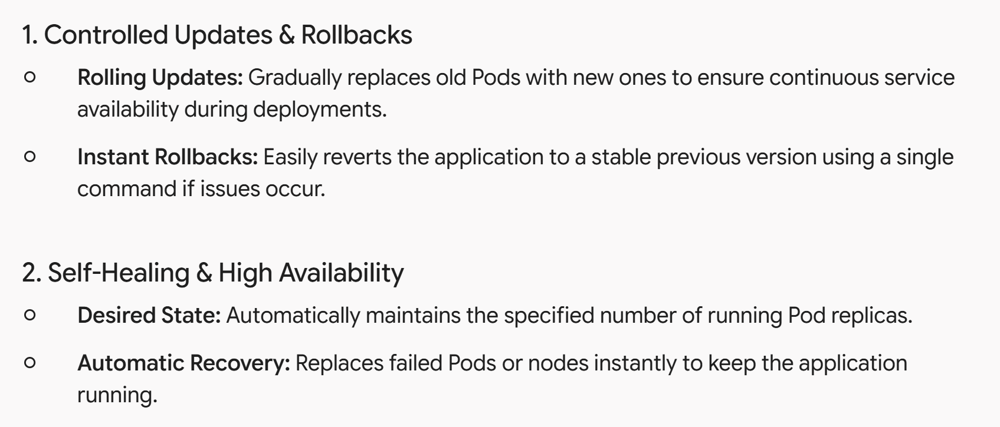 1. Controlled Updates & Rollbacks
Rolling Updates: Gradually replaces old Pods with new ones to ensure continuous service
availability during deployments.
Instant Rollbacks: Easily reverts the application to a stable previous version using a single
command if issues occur.
2. Self-Healing & High Availability
Desired State: Automatically maintains the specified number of running Pod replicas.
Automatic Recovery: Replaces failed Pods or nodes instantly to keep the application
running.